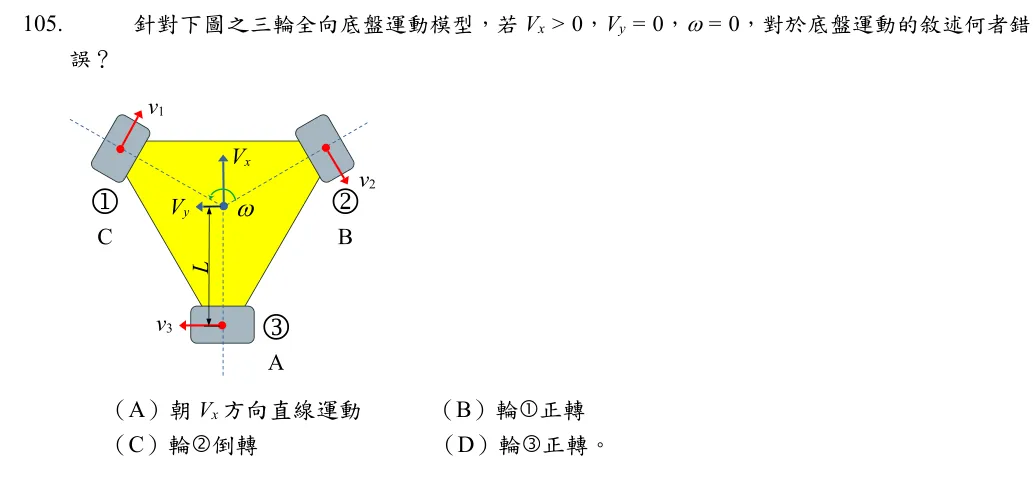 105. 針對下圖之三輪全向底盤運動模型，若 Vx > 0，Vy = 0，ω = 0，對於底盤運動的敘述何者錯
誤？
v1
Vx
v2
① Vy ω ②
C B
L
v3 ③
A
（A）朝 Vx 方向直線運動 （B）輪①正轉
（C）輪②倒轉 （D）輪③正轉。